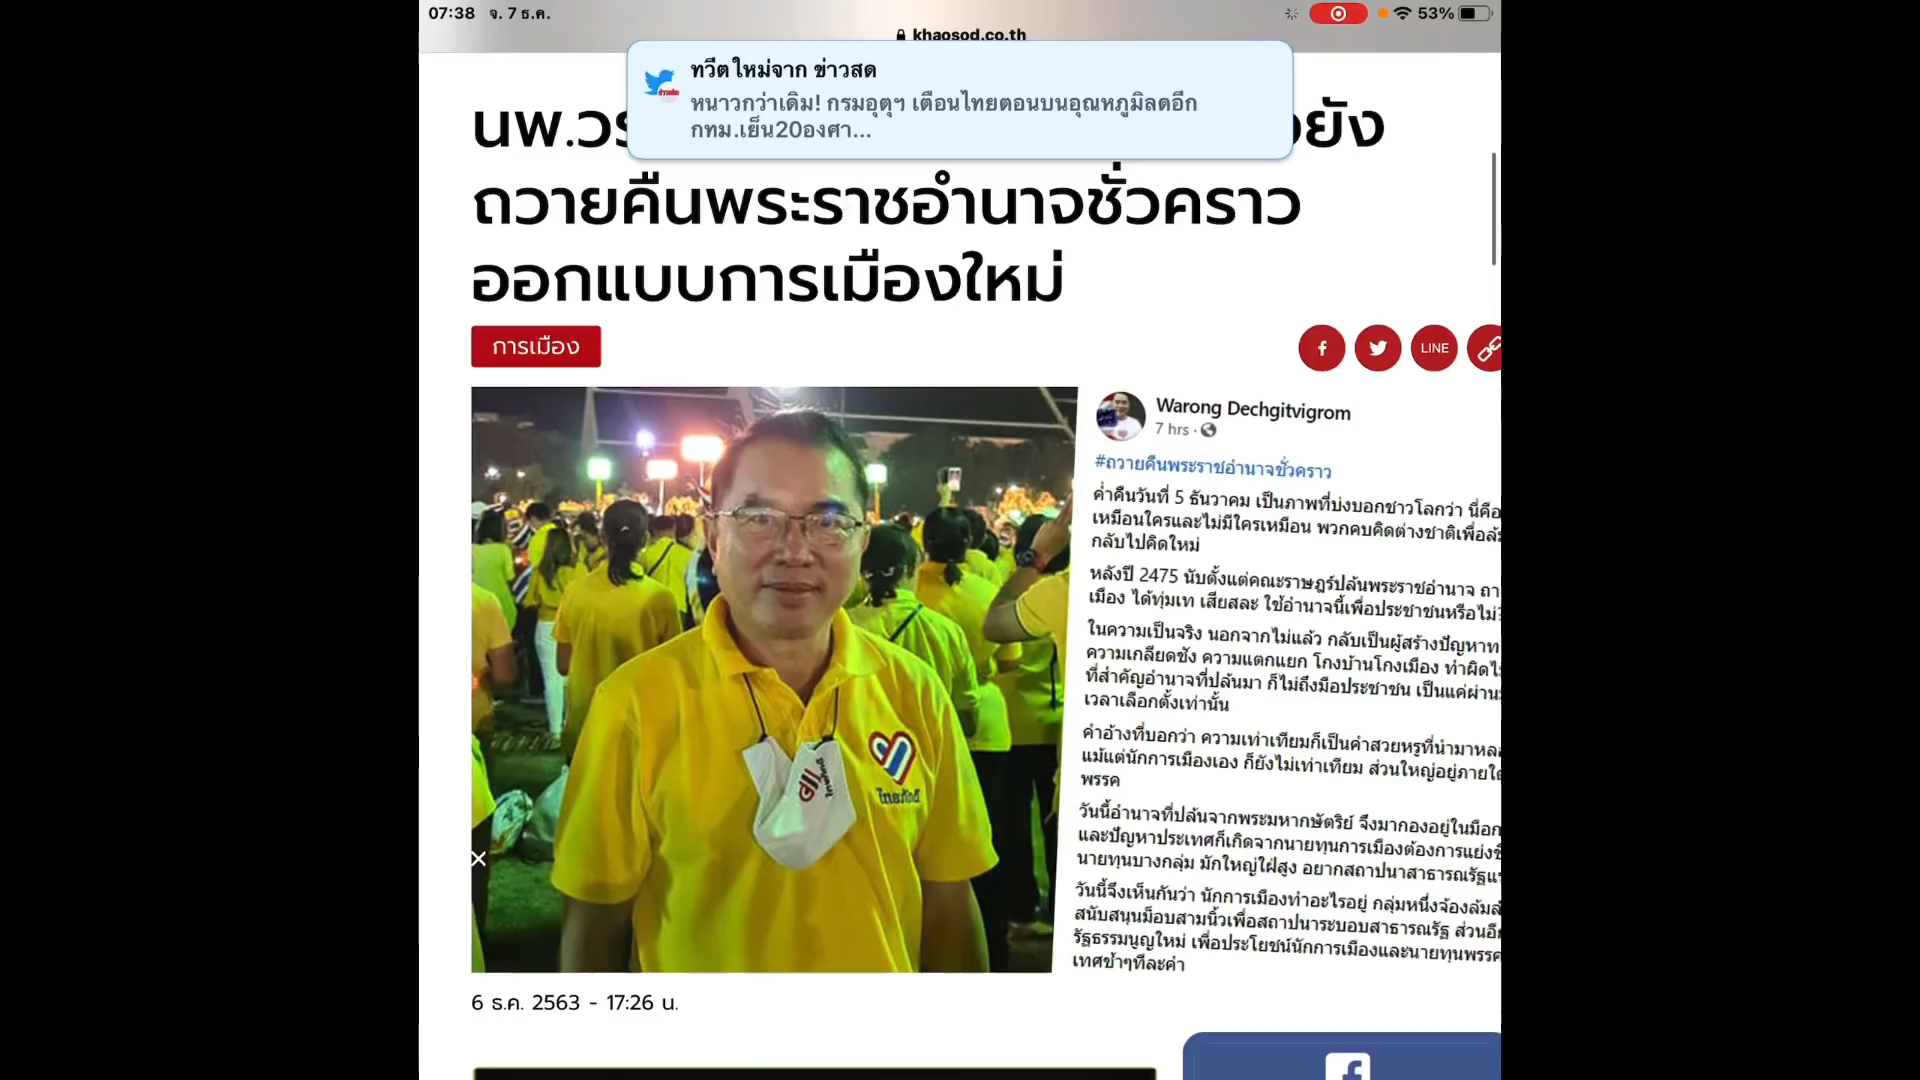 07:38 จ. 7 ธ.ค.
53%
khaosod.co.th
ทวีตใหม่จาก ข่าวสด
หนาวกว่าเดิม! กรมอุตุฯ เตือนไทยตอนบนอุณหภูมิลดอีก
กทม.เย็น20องศา...
นพ.วร
ยัง
ถวายคืนพระราชอำนาจชั่วคราว
ออกแบบการเมืองใหม่
การเมือง
LINE
Warong Dechgitvigrom
7 hrs
#ถวายคืนพระราชอำนาจชั่วคราว
ค่ำคืนวันที่ 5 ธันวาคม เป็นภาพที่บ่งบอกชาวโลกว่า นี่คือ
เหมือนใครและไม่มีใครเหมือน พวกคบคิดต่างชาติเพื่อล้ม
กลับไปคิดใหม่
หลังปี 2475 นับตั้งแต่คณะราษฎร์ปล้นพระราชอำนาจ ถา
เมือง ได้ทุ่มเท เสียสละ ใช้อำนาจนี้เพื่อประชาชนหรือไม่?
ในความเป็นจริง นอกจากไม่แล้ว กลับเป็นผู้สร้างปัญหาท
ความเกลียดชัง ความแตกแยก โกงบ้านโกงเมือง ทำผิดไ
ที่สำคัญอำนาจที่ปล้นมา ก็ไม่ถึงมือประชาชน เป็นแค่ผ่าน
เวลาเลือกตั้งเท่านั้น
คำอ้างที่บอกว่า ความเท่าเทียมก็เป็นคำสวยหรูที่นำมาหล
แม้แต่นักการเมืองเอง ก็ยังไม่เท่าเทียม ส่วนใหญ่อยู่ภายใต้
พรรค
วันนี้อำนาจที่ปล้นจากพระมหากษัตริย์ จึงมากองอยู่ในมือก
และปัญหาประเทศก็เกิดจากนายทุนการเมืองต้องการแย่งชิ
นายทุนบางกลุ่ม มักใหญ่ใฝ่สูง อยากสถาปนาสาธารณรัฐแ
วันนี้จึงเห็นกันว่า นักการเมืองทำอะไรอยู่ กลุ่มหนึ่งจ้องล้มล้
สนับสนุนม็อบสามนิ้วเพื่อสถาปนาระบอบสาธารณรัฐ ส่วนอี
รัฐธรรมนูญใหม่ เพื่อประโยชน์นักการเมืองและนายทุนพรรค
เทศซ้ำๆทีละคำ
ไทยภักดี
6 ธ.ค. 2563 - 17:26 น.